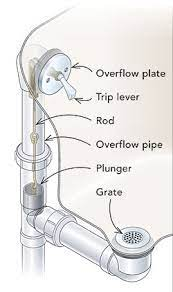 Overflow plate
Trip lever
Rod
Overflow pipe
Plunger
Grate